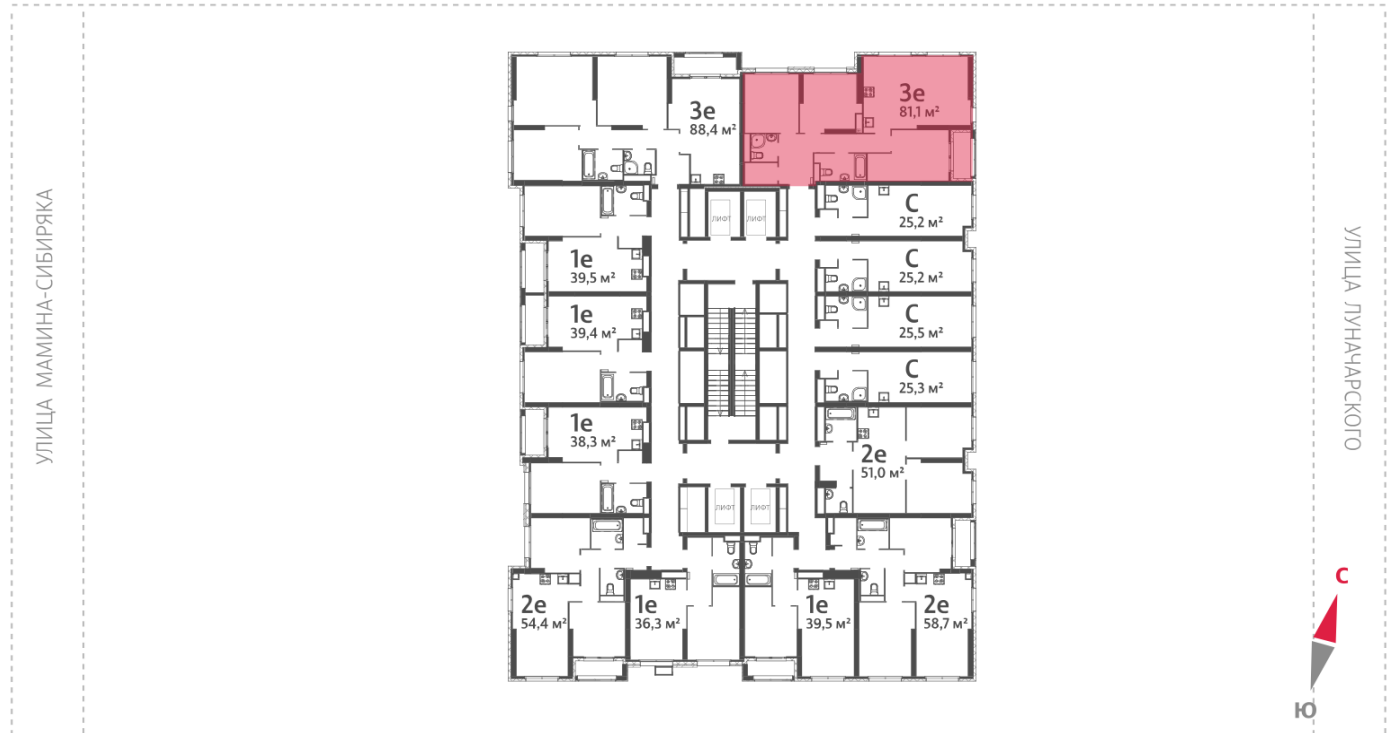 УЛИЦА МАМИНА-СИБИРЯКА
3е
88,4 м²
3е
81,1 м²
ЛИФТ
ЛИФТ
С
25,2 м²
1е
39,5 м²
С
25,2 м²
1е
39,4 м²
С
25,5 м²
С
25,3 м²
1е
38,3 м²
2е
51,0 м²
ЛИФТ
ЛИФТ
2е
54,4 м²
1е
36,3 м²
1е
39,5 м²
2е
58,7 м²
УЛИЦА ЛУНАЧАРСКОГО
С
Ю